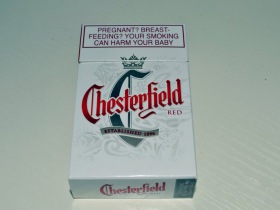 PREGNANT? BREAST-
FEEDING? YOUR SMOKING
CAN HARM YOUR BABY
Chesterfield
RED
ESTABLISHED 1896
Chesterfield